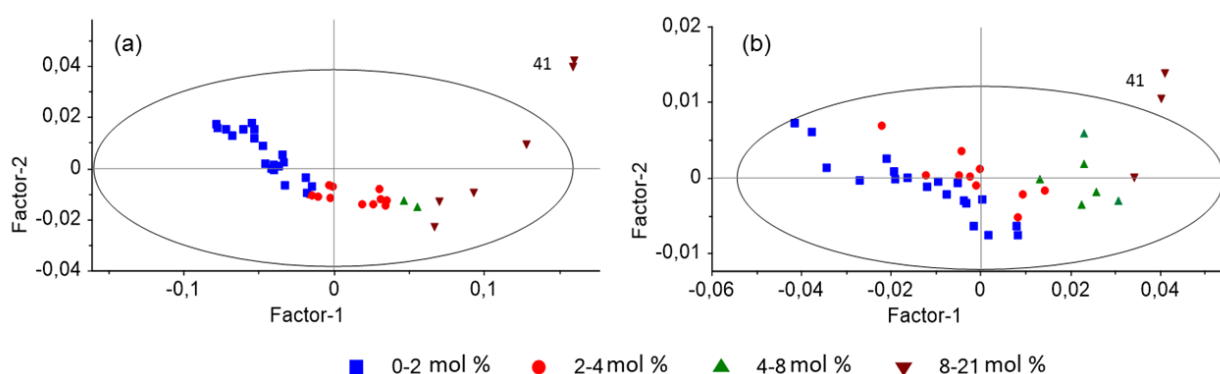 (a)
41
Factor-2
0,04
0,02
0
-0,02
-0,04
-0,1
0
0,1
Factor-1
(b)
41
Factor-2
0,02
0,01
0
-0,01
-0,06
-0,04
-0,02
0
0,02
0,04
Factor-1
0-2 mol %
2-4 mol %
4-8 mol %
8-21 mol %